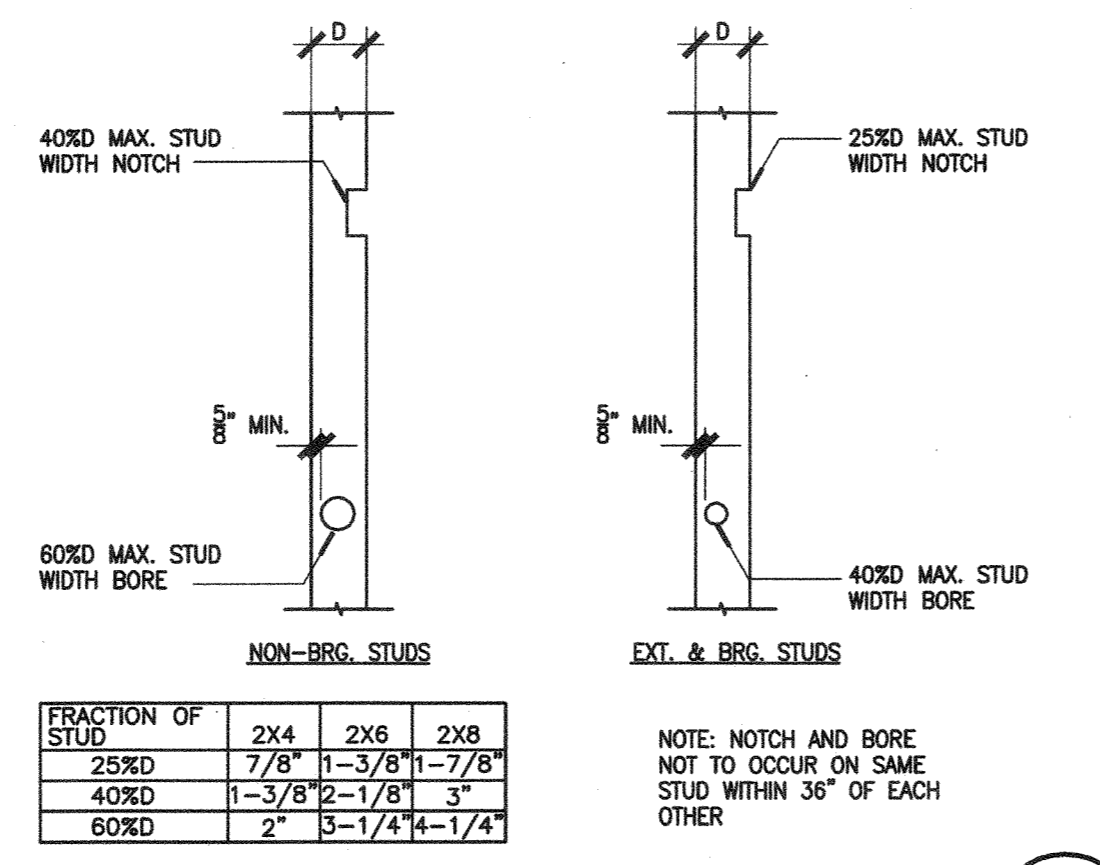 D
D
40%D MAX. STUD
WIDTH NOTCH
25%D MAX. STUD
WIDTH NOTCH
5/8" MIN.
5/8" MIN.
60%D MAX. STUD
WIDTH BORE
40%D MAX. STUD
WIDTH BORE
NON-BRG. STUDS
EXT. & BRG. STUDS
FRACTION OF
STUD 2X4 2X6 2X8
25%D 7/8" 1-3/8" 1-7/8"
40%D 1-3/8" 2-1/8" 3"
60%D 2" 3-1/4" 4-1/4"
NOTE: NOTCH AND BORE
NOT TO OCCUR ON SAME
STUD WITHIN 36" OF EACH
OTHER